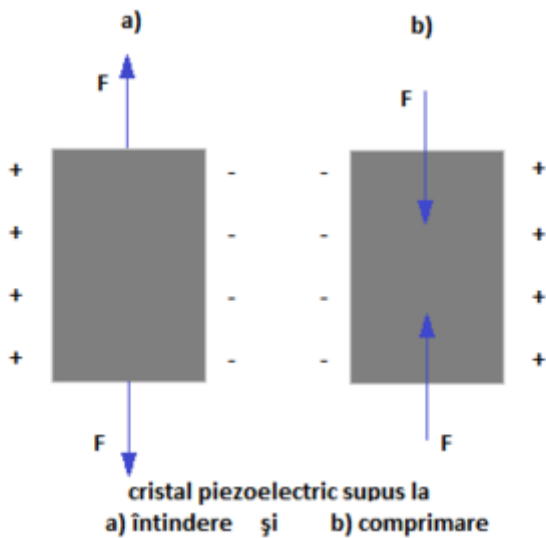 a) b)
F F
+ - - +
+ - - +
+ - - +
+ - - +
F F
cristal piezoelectric supus la
a) întindere şi b) comprimare